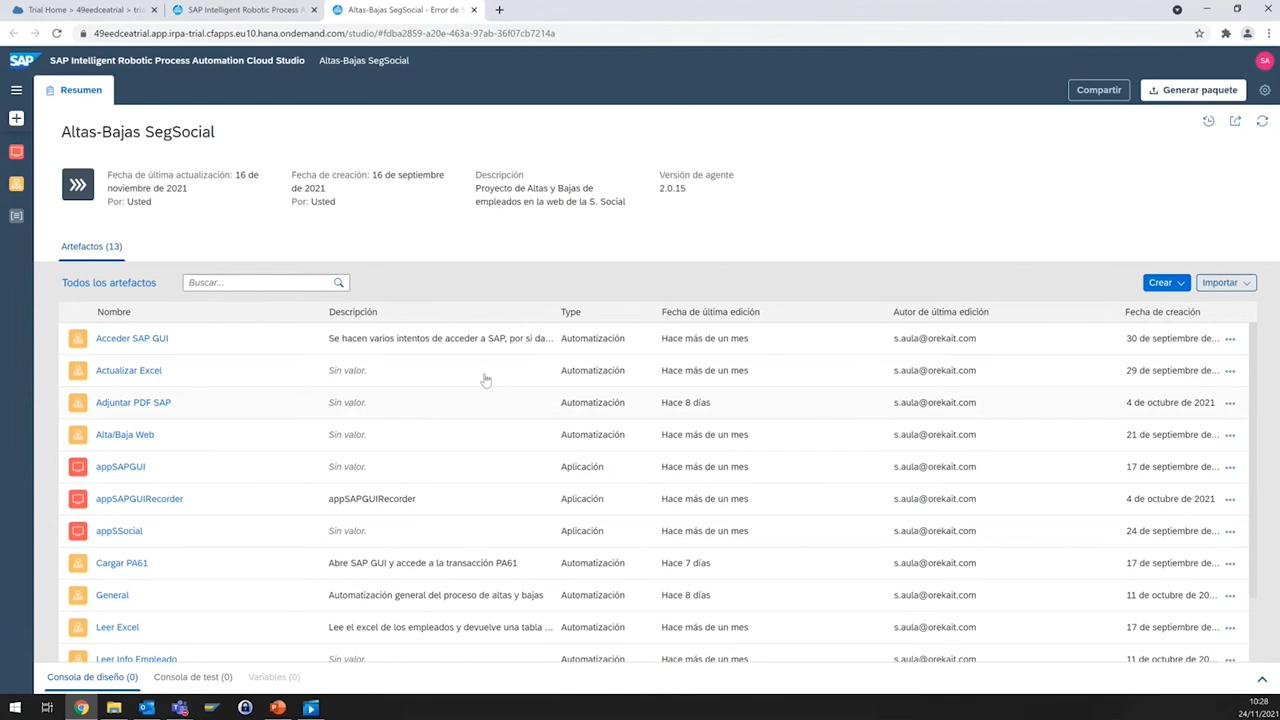 Trial Home > 49eedceatrial > tria
SAP Intelligent Robotic Process A
Altas-Bajas SegSocial - Error de S
49eedceatrial.app.irpa-trial.cfapps.eu10.hana.ondemand.com/studio/#fdba2859-a20e-463a-97ab-36f07cb7214a
SAP
SAP Intelligent Robotic Process Automation Cloud Studio
Altas-Bajas SegSocial
SA
Resumen
Compartir
Generar paquete
Altas-Bajas SegSocial
Fecha de última actualización: 16 de
noviembre de 2021
Por: Usted
Fecha de creación: 16 de septiembre
de 2021
Por: Usted
Descripción
Proyecto de Altas y Bajas de
empleados en la web de la S. Social
Versión de agente
2.0.15
Artefactos (13)
Todos los artefactos
Buscar...
Crear
Importar
Nombre Descripción Type Fecha de última edición Autor de última edición Fecha de creación
Acceder SAP GUI Se hacen varios intentos de acceder a SAP, por si da... Automatización Hace más de un mes s.aula@orekait.com 30 de septiembre de...
Actualizar Excel Sin valor. Automatización Hace más de un mes s.aula@orekait.com 29 de septiembre de...
Adjuntar PDF SAP Sin valor. Automatización Hace 8 días s.aula@orekait.com 4 de octubre de 2021
Alta/Baja Web Sin valor. Automatización Hace más de un mes s.aula@orekait.com 21 de septiembre de...
appSAPGUI Sin valor. Aplicación Hace más de un mes s.aula@orekait.com 17 de septiembre de...
appSAPGUIRecorder appSAPGUIRecorder Aplicación Hace más de un mes s.aula@orekait.com 4 de octubre de 2021
appSSocial Sin valor. Aplicación Hace más de un mes s.aula@orekait.com 24 de septiembre de...
Cargar PA61 Abre SAP GUI y accede a la transacción PA61 Automatización Hace 7 días s.aula@orekait.com 17 de septiembre de...
General Automatización general del proceso de altas y bajas Automatización Hace 8 días s.aula@orekait.com 11 de octubre de 20...
Leer Excel Lee el excel de los empleados y devuelve una tabla ... Automatización Hace más de un mes s.aula@orekait.com 17 de septiembre de...
Leer Info Empleado Sin valor. Automatización Hace más de un mes s.aula@orekait.com 11 de octubre de 20...
Consola de diseño (0)
Consola de test (0)
Variables (0)
10:28
24/11/2021